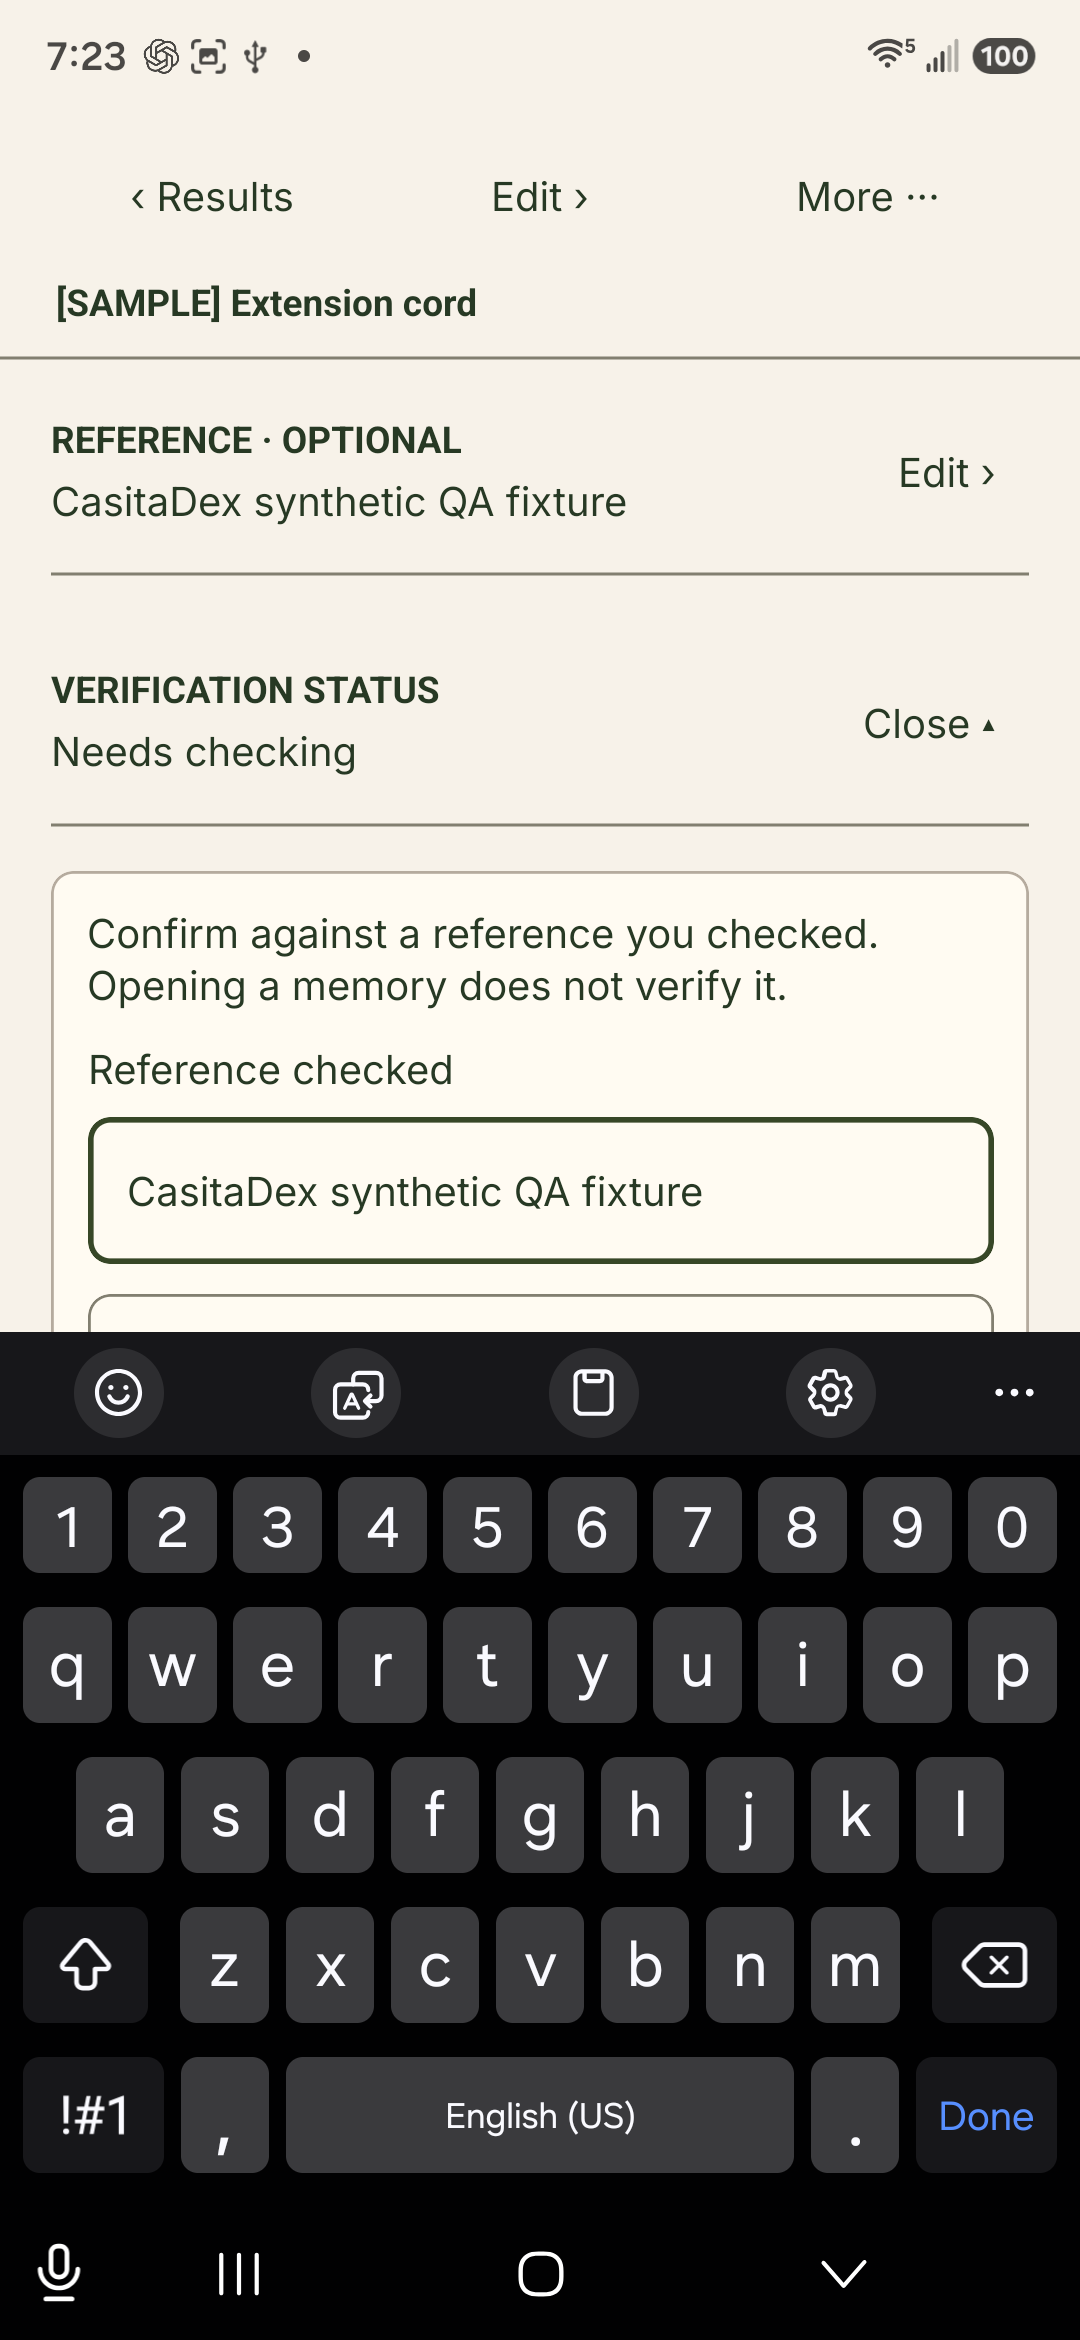 7:23
5
100
‹ Results
Edit ›
More ···
[SAMPLE] Extension cord
REFERENCE · OPTIONAL
CasitaDex synthetic QA fixture
Edit ›
VERIFICATION STATUS
Needs checking
Close ▴
Confirm against a reference you checked.
Opening a memory does not verify it.
Reference checked
CasitaDex synthetic QA fixture
1 2 3 4 5 6 7 8 9 0
q w e r t y u i o p
a s d f g h j k l
z x c v b n m
!#1 , English (US) . Done